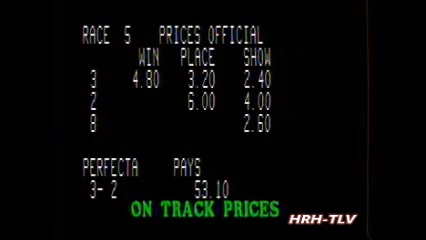 RACE 5 PRICES OFFICIAL
WIN PLACE SHOW
3 4.80 3.20 2.40
2 6.00 4.00
8 2.60
PERFECTA PAYS
3-2 53.10
ON TRACK PRICES
HRH-TLV